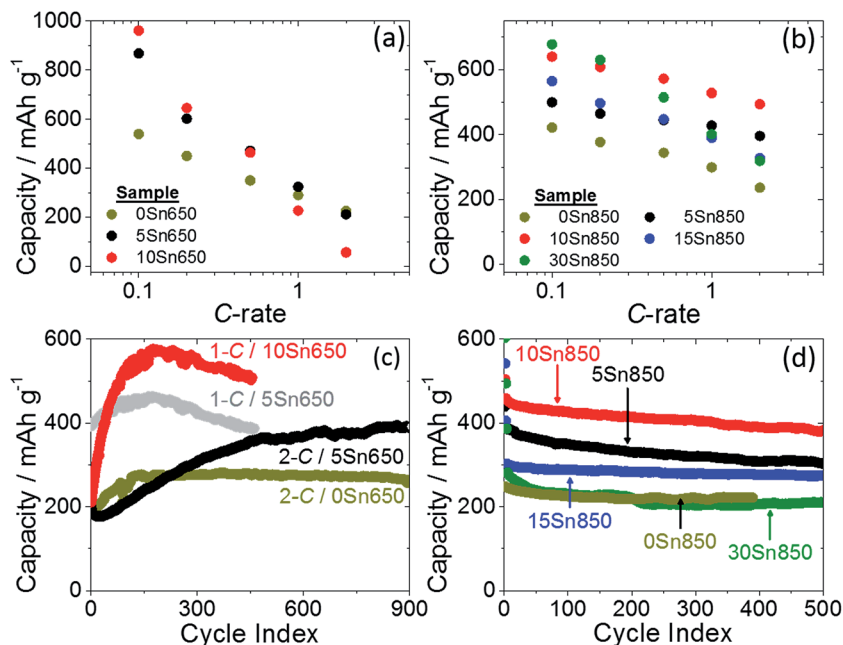 (a)
1000
800
600
400
200
0
Capacity / mAh g⁻¹
Sample
0Sn650
5Sn650
10Sn650
0.1
1
C-rate
(b)
600
400
200
0
Capacity / mAh g⁻¹
Sample
0Sn850
5Sn850
10Sn850
15Sn850
30Sn850
0.1
1
C-rate
(c)
600
400
200
0
Capacity / mAh g⁻¹
1-C / 10Sn650
1-C / 5Sn650
2-C / 5Sn650
2-C / 0Sn650
0
300
600
900
Cycle Index
(d)
600
400
200
0
Capacity / mAh g⁻¹
10Sn850
5Sn850
15Sn850
0Sn850
30Sn850
0
100
200
300
400
500
Cycle Index